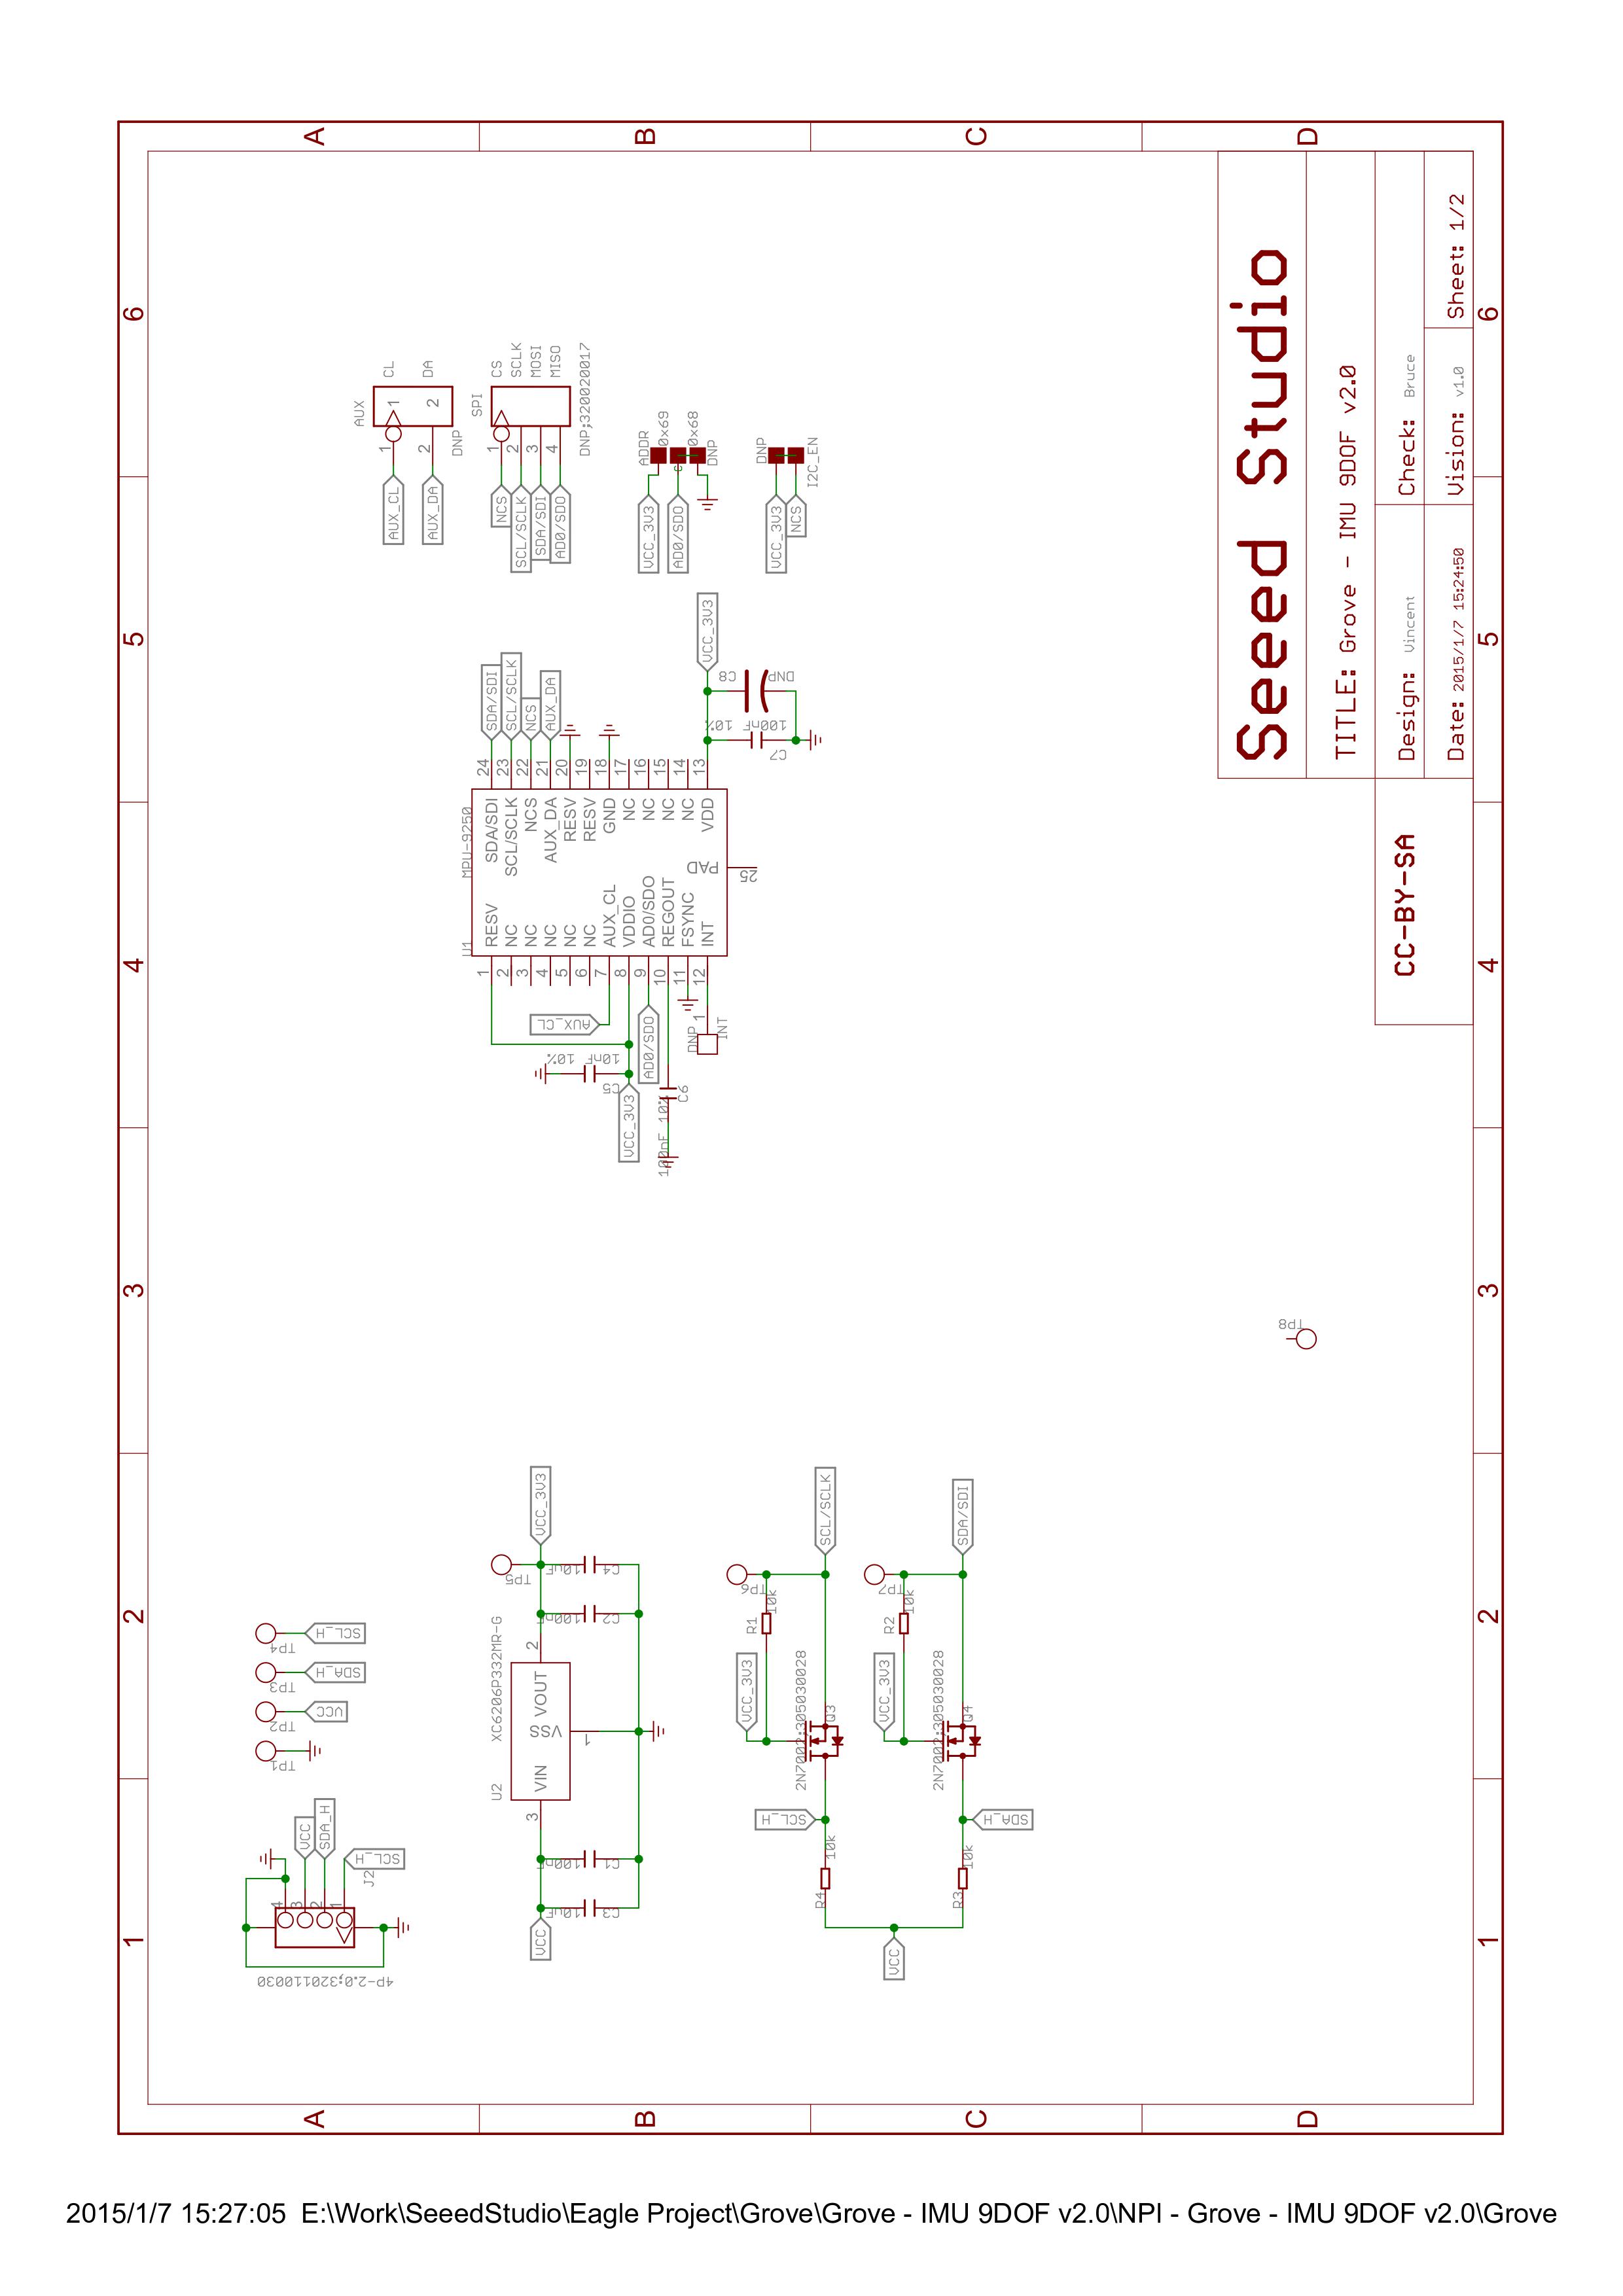 A
B
C
D
1
2
3
4
5
6
4P-2.0;320110030
J2
4
3
2
1
VCC
SDA_H
SCL_H
TP1
TP2
VCC
TP3
SDA_H
TP4
SCL_H
U2
XC6206P332MR-G
VIN
VOUT
VSS
3
2
1
VCC
C3
10uF
C1
100nF
C2
100nF
C4
10uF
TP5
VCC_3V3
VCC
R4
10k
SCL_H
2N7002;305030028
Q3
VCC_3V3
R1
10k
TP6
SCL/SCLK
R3
10k
SDA_H
2N7002;305030028
Q4
VCC_3V3
R2
10k
TP7
SDA/SDI
TP8
U1
MPU-9250
1 RESV
2 NC
3 NC
4 NC
5 NC
6 NC
7 AUX_CL
8 VDDIO
9 AD0/SDO
10 REGOUT
11 FSYNC
12 INT
SDA/SDI 24
SCL/SCLK 23
NCS 22
AUX_DA 21
RESV 20
RESV 19
GND 18
NC 17
NC 16
NC 15
NC 14
VDD 13
PAD
25
AUX_CL
C5
10nF 10%
VCC_3V3
AD0/SDO
C6
100nF 10%
DNP
1
INT
SDA/SDI
SCL/SCLK
NCS
AUX_DA
VCC_3V3
C7
100nF 10%
C8
DNP
AUX
AUX_CL 1 1 CL
AUX_DA 2 2 DA
DNP
SPI
NCS 1 CS
SCL/SCLK 2 SCLK
SDA/SDI 3 MOSI
AD0/SDO 4 MISO
DNP;320020017
ADDR
VCC_3V3
0x69
AD0/SDO
C
0x68
DNP
DNP
VCC_3V3
NCS
I2C_EN
Seeed Studio
TITLE: Grove - IMU 9DOF v2.0
CC-BY-SA
Design: Vincent
Check: Bruce
Date: 2015/1/7 15:24:50
Vision: v1.0
Sheet: 1/2
1
2
3
4
5
6
A
B
C
D
2015/1/7 15:27:05 E:\Work\SeeedStudio\Eagle Project\Grove\Grove - IMU 9DOF v2.0\NPI - Grove - IMU 9DOF v2.0\Grove